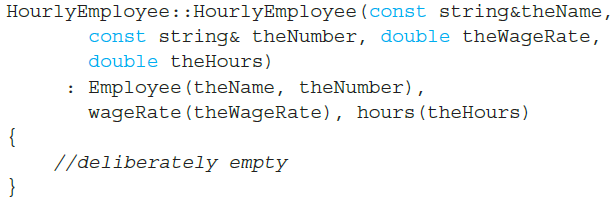 HourlyEmployee::HourlyEmployee(const string&theName,
        const string& theNumber, double theWageRate,
        double theHours)
      : Employee(theName, theNumber),
        wageRate(theWageRate), hours(theHours)
{
    //deliberately empty
}